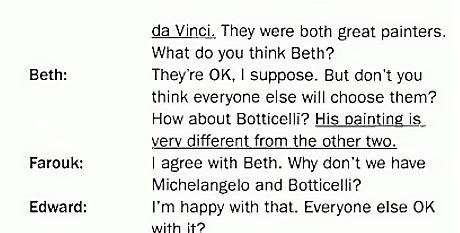 da Vinci. They were both great painters.
What do you think Beth?
Beth: They're OK, I suppose. But don't you
think everyone else will choose them?
How about Botticelli? His painting is
very different from the other two.
Farouk: I agree with Beth. Why don't we have
Michelangelo and Botticelli?
Edward: I'm happy with that. Everyone else OK
with it?